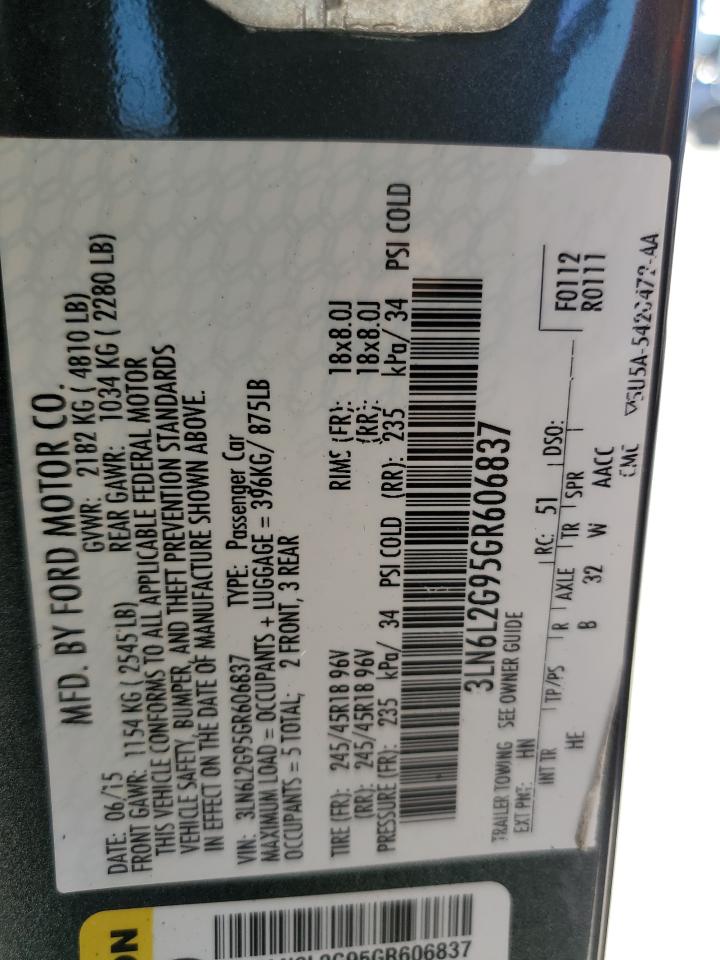 MFD. BY FORD MOTOR CO.
DATE: 06/15 GVWR: 2182 KG ( 4810 LB)
FRONT GAWR: 1154 KG ( 2545 LB) REAR GAWR: 1034 KG ( 2280 LB)
THIS VEHICLE CONFORMS TO ALL APPLICABLE FEDERAL MOTOR
VEHICLE SAFETY, BUMPER, AND THEFT PREVENTION STANDARDS
IN EFFECT ON THE DATE OF MANUFACTURE SHOWN ABOVE.
VIN: 3LN6L2G95GR606837 TYPE: Passenger Car
MAXIMUM LOAD = OCCUPANTS + LUGGAGE = 396KG/ 875LB
OCCUPANTS = 5 TOTAL; 2 FRONT, 3 REAR
TIRE (FR): 245/45R18 96V RIMS (FR): 18x8.0J
(RR): 245/45R18 96V (RR): 18x8.0J
PRESSURE (FR): 235 kPa/ 34 PSI COLD (RR): 235 kPa/ 34 PSI COLD
3LN6L2G95GR606837
TRAILER TOWING SEE OWNER GUIDE
EXT PNT: HN RC: 51 DSO:
INT TR TP/PS R AXLE TR SPR
HE B 32 W AACC
F0112
R0111
CMC 5U5A-5420472-AA
ON
606837